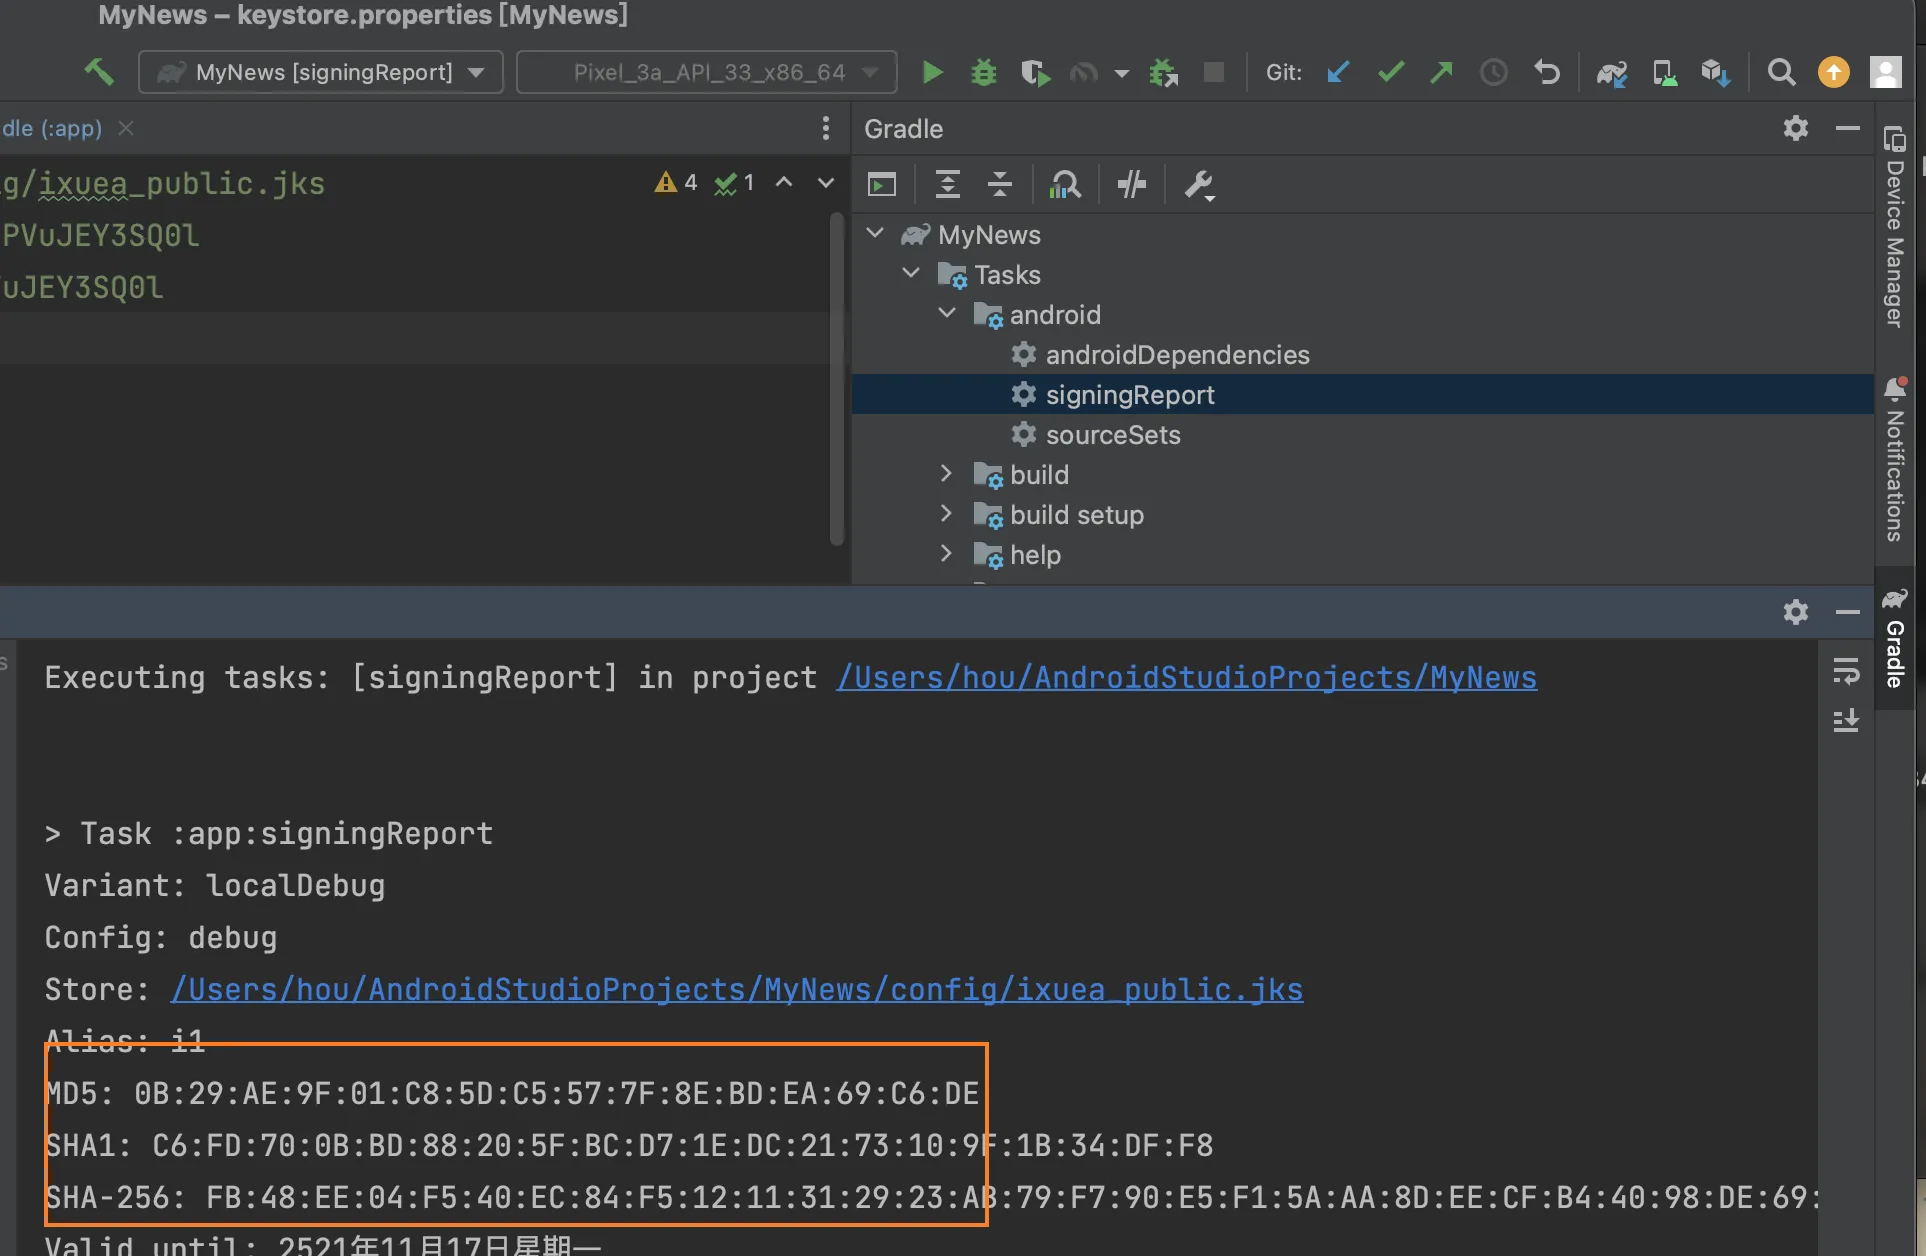 MyNews – keystore.properties [MyNews]
MyNews [signingReport]
Pixel_3a_API_33_x86_64
Git:
dle (:app)
Gradle
g/ixuea_public.jks
4
1
PVuJEY3SQ0l
uJEY3SQ0l
MyNews
Tasks
android
androidDependencies
signingReport
sourceSets
build
build setup
help
Device Manager
Notifications
Gradle
Executing tasks: [signingReport] in project /Users/hou/AndroidStudioProjects/MyNews
> Task :app:signingReport
Variant: localDebug
Config: debug
Store: /Users/hou/AndroidStudioProjects/MyNews/config/ixuea_public.jks
Alias: i1
MD5: 0B:29:AE:9F:01:C8:5D:C5:57:7F:8E:BD:EA:69:C6:DE
SHA1: C6:FD:70:0B:BD:88:20:5F:BC:D7:1E:DC:21:73:10:9F:1B:34:DF:F8
SHA-256: FB:48:EE:04:F5:40:EC:84:F5:12:11:31:29:23:AB:79:F7:90:E5:F1:5A:AA:8D:EE:CF:B4:40:98:DE:69:
Valid until: 2521年11月17日星期一